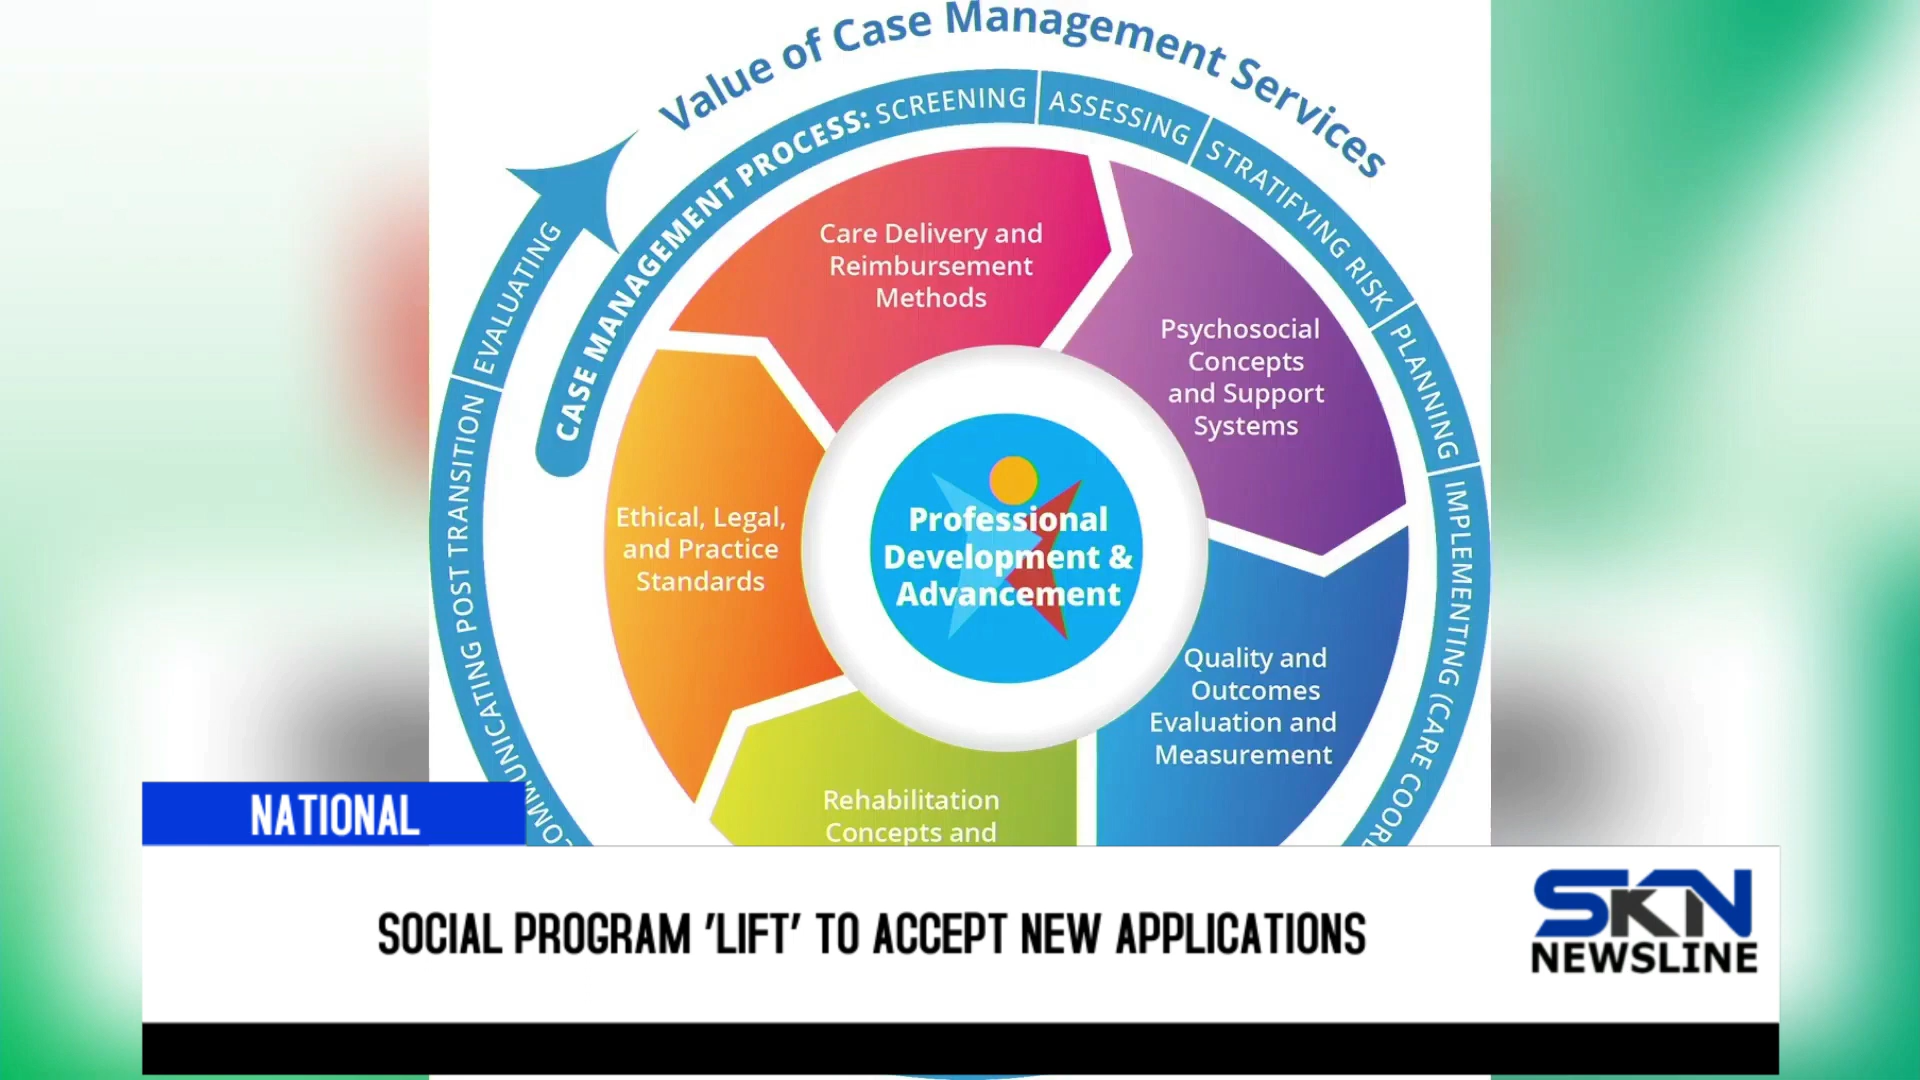 Value of Case Management Services
CASE MANAGEMENT PROCESS: SCREENING
ASSESSING
STRATIFYING RISK
PLANNING
IMPLEMENTING (CARE
POST TRANSITION
EVALUATING
Care Delivery and
Reimbursement
Methods
Psychosocial
Concepts
and Support
Systems
Ethical, Legal,
and Practice
Standards
Professional
Development &
Advancement
Quality and
Outcomes
Evaluation and
Measurement
Rehabilitation
Concepts and
NATIONAL
SOCIAL PROGRAM 'LIFT' TO ACCEPT NEW APPLICATIONS
SKN
NEWSLINE